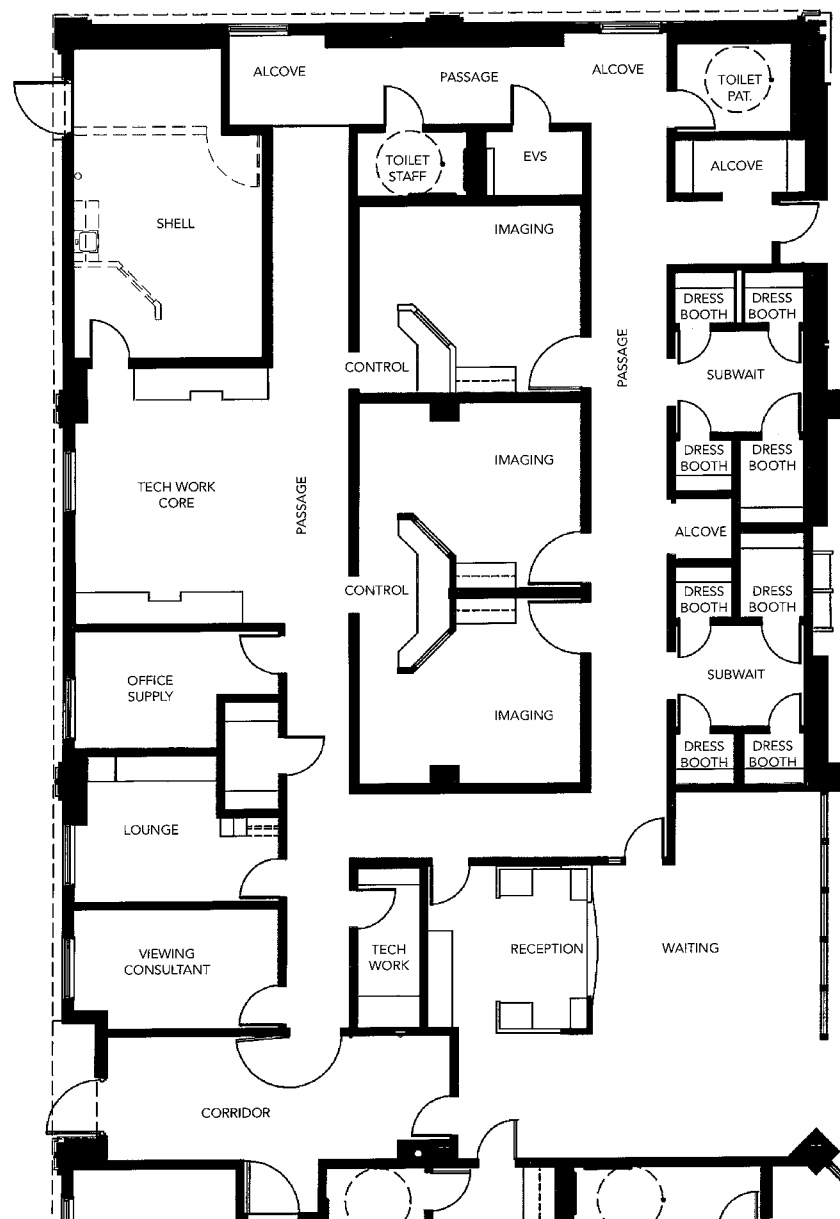 ALCOVE
PASSAGE
ALCOVE
TOILET
PAT.
TOILET
STAFF
EVS
ALCOVE
SHELL
IMAGING
DRESS
BOOTH
DRESS
BOOTH
PASSAGE
CONTROL
SUBWAIT
IMAGING
DRESS
BOOTH
DRESS
BOOTH
TECH WORK
CORE
PASSAGE
ALCOVE
CONTROL
DRESS
BOOTH
DRESS
BOOTH
OFFICE
SUPPLY
SUBWAIT
IMAGING
DRESS
BOOTH
DRESS
BOOTH
LOUNGE
VIEWING
CONSULTANT
TECH
WORK
RECEPTION
WAITING
CORRIDOR